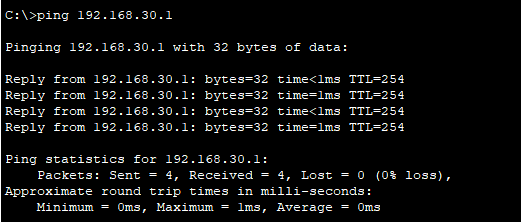 C:\>ping 192.168.30.1
Pinging 192.168.30.1 with 32 bytes of data:
Reply from 192.168.30.1: bytes=32 time<1ms TTL=254
Reply from 192.168.30.1: bytes=32 time=1ms TTL=254
Reply from 192.168.30.1: bytes=32 time<1ms TTL=254
Reply from 192.168.30.1: bytes=32 time=1ms TTL=254
Ping statistics for 192.168.30.1:
Packets: Sent = 4, Received = 4, Lost = 0 (0% loss),
Approximate round trip times in milli-seconds:
Minimum = 0ms, Maximum = 1ms, Average = 0ms